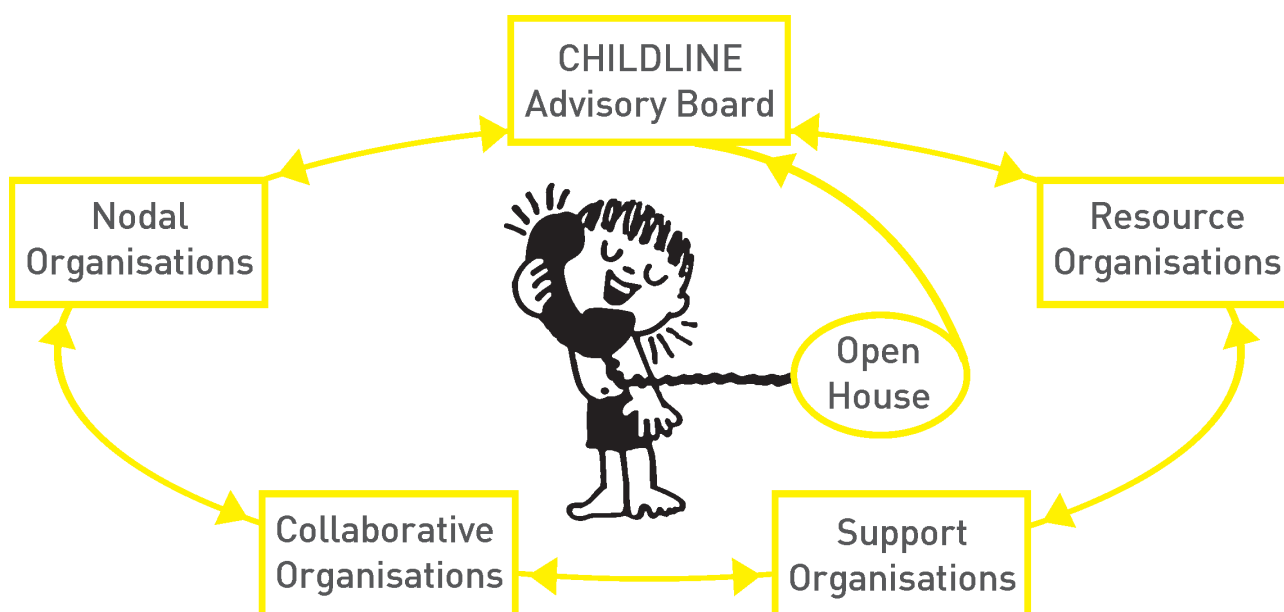 CHILDLINE
Advisory Board
Nodal
Organisations
Resource
Organisations
Open
House
Collaborative
Organisations
Support
Organisations